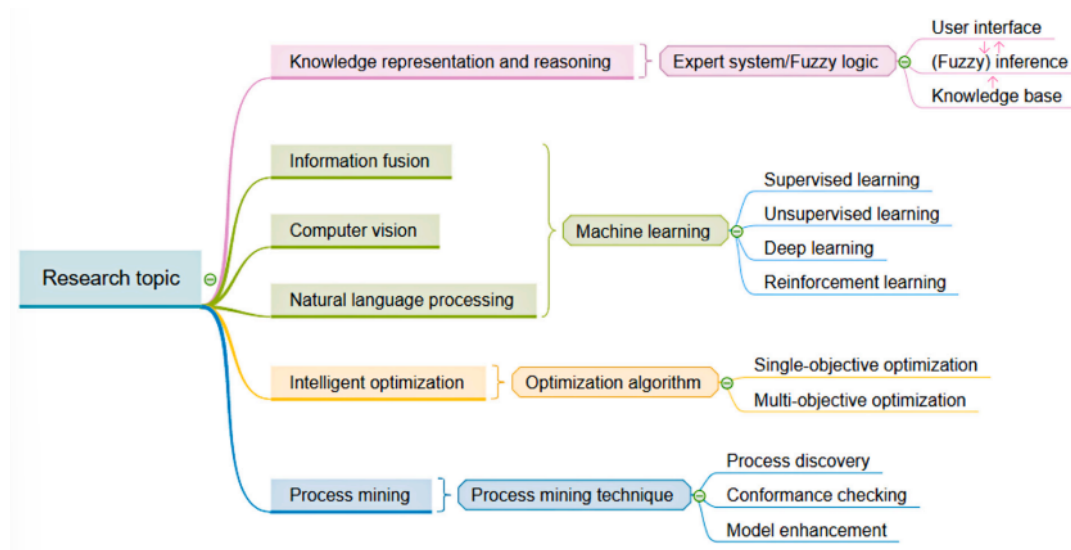 Research topic
Knowledge representation and reasoning
Expert system/Fuzzy logic
User interface
(Fuzzy) inference
Knowledge base
Information fusion
Computer vision
Natural language processing
Machine learning
Supervised learning
Unsupervised learning
Deep learning
Reinforcement learning
Intelligent optimization
Optimization algorithm
Single-objective optimization
Multi-objective optimization
Process mining
Process mining technique
Process discovery
Conformance checking
Model enhancement